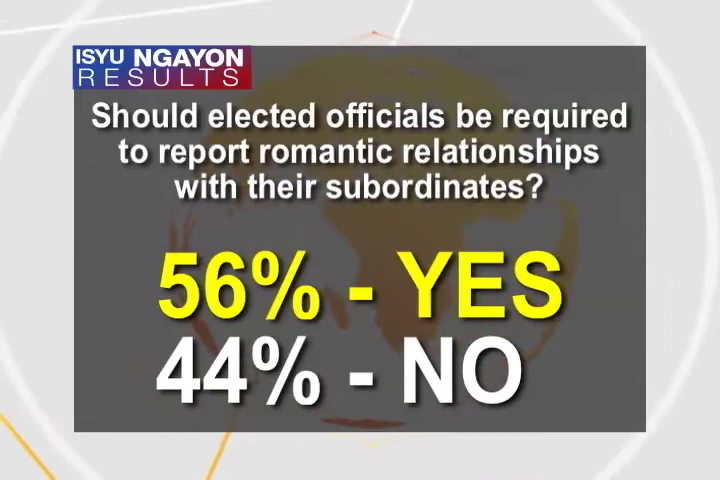 ISYU NGAYON
RESULTS
Should elected officials be required
to report romantic relationships
with their subordinates?
56% - YES
44% - NO